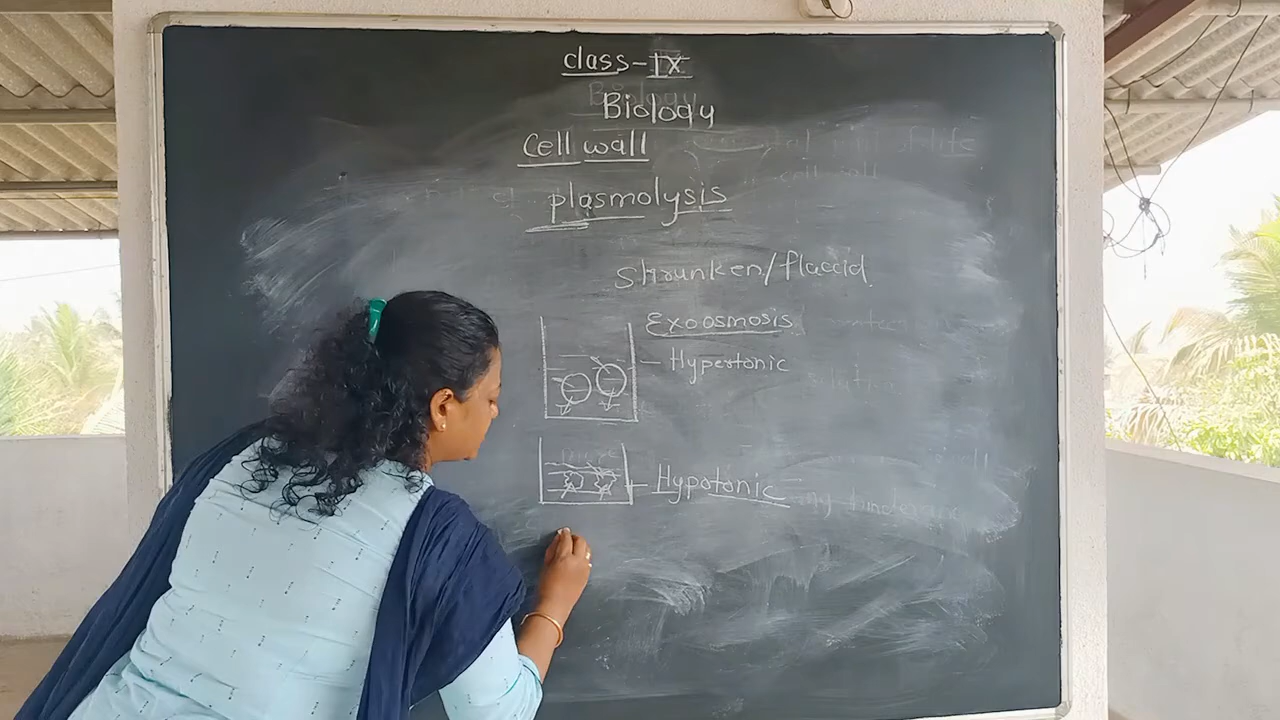 class-IX
Biology
Cell wall
plasmolysis
Shrunken/flaccid
Exoosmosis
Hypertonic
Hypotonic